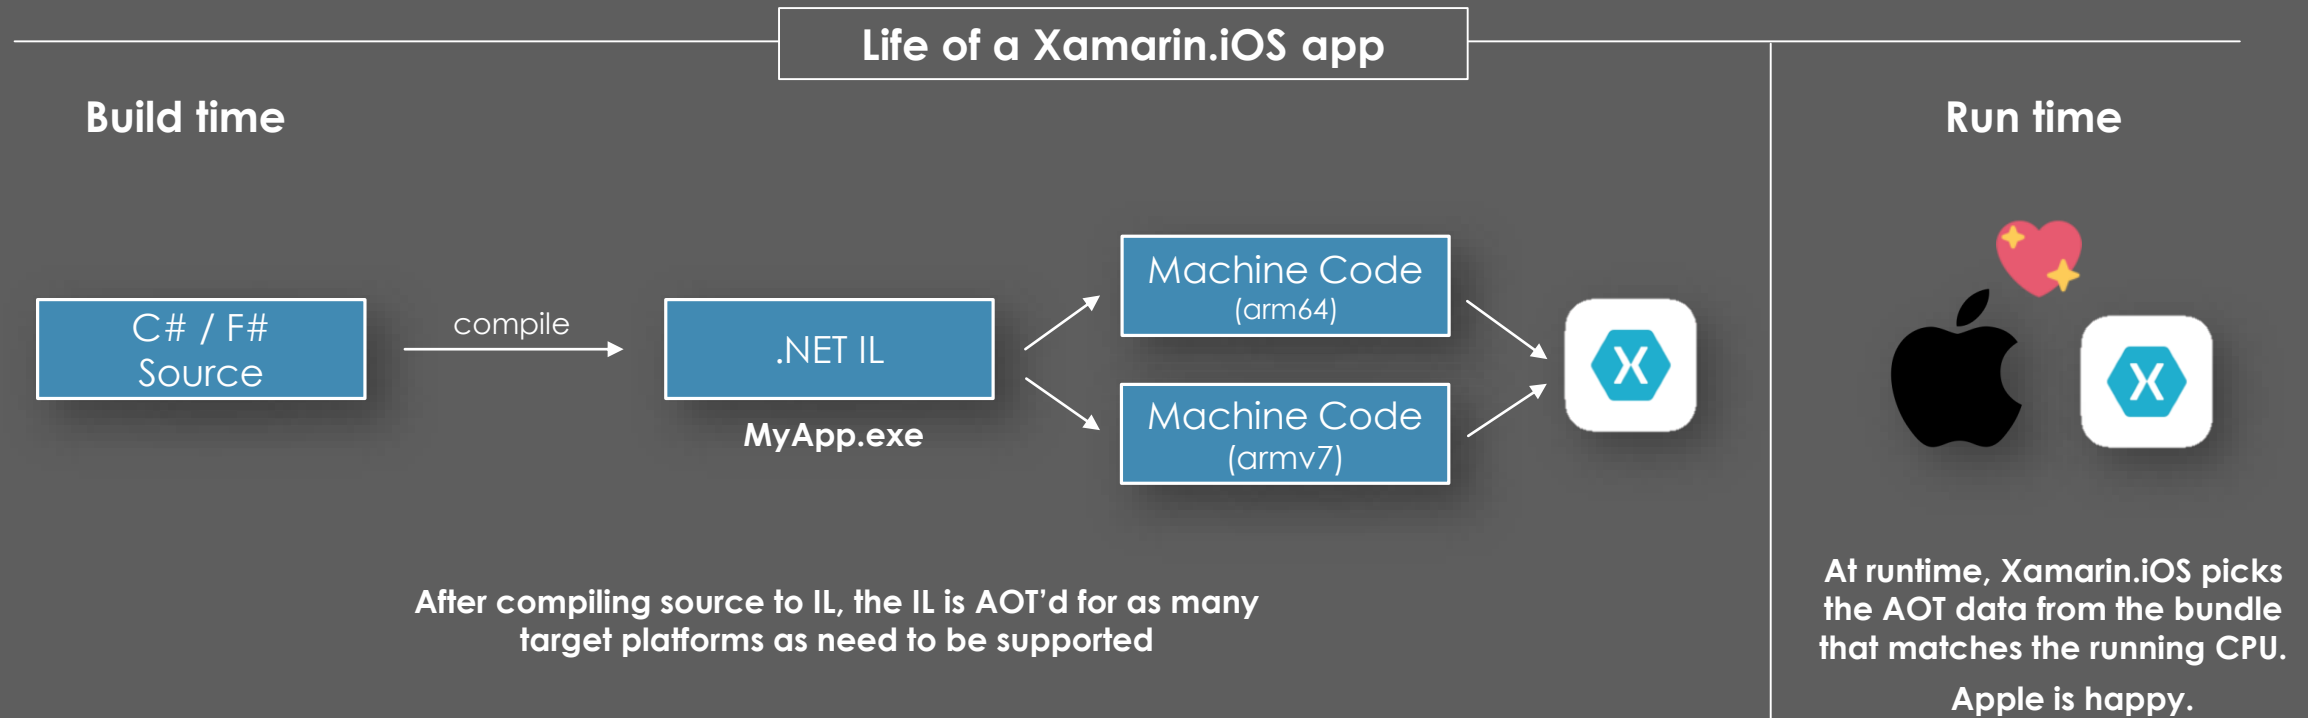 Life of a Xamarin.iOS app
Build time
Run time
C# / F#
Source
compile
.NET IL
MyApp.exe
Machine Code
(arm64)
Machine Code
(armv7)
X
X
After compiling source to IL, the IL is AOT’d for as many
target platforms as need to be supported
At runtime, Xamarin.iOS picks
the AOT data from the bundle
that matches the running CPU.
Apple is happy.